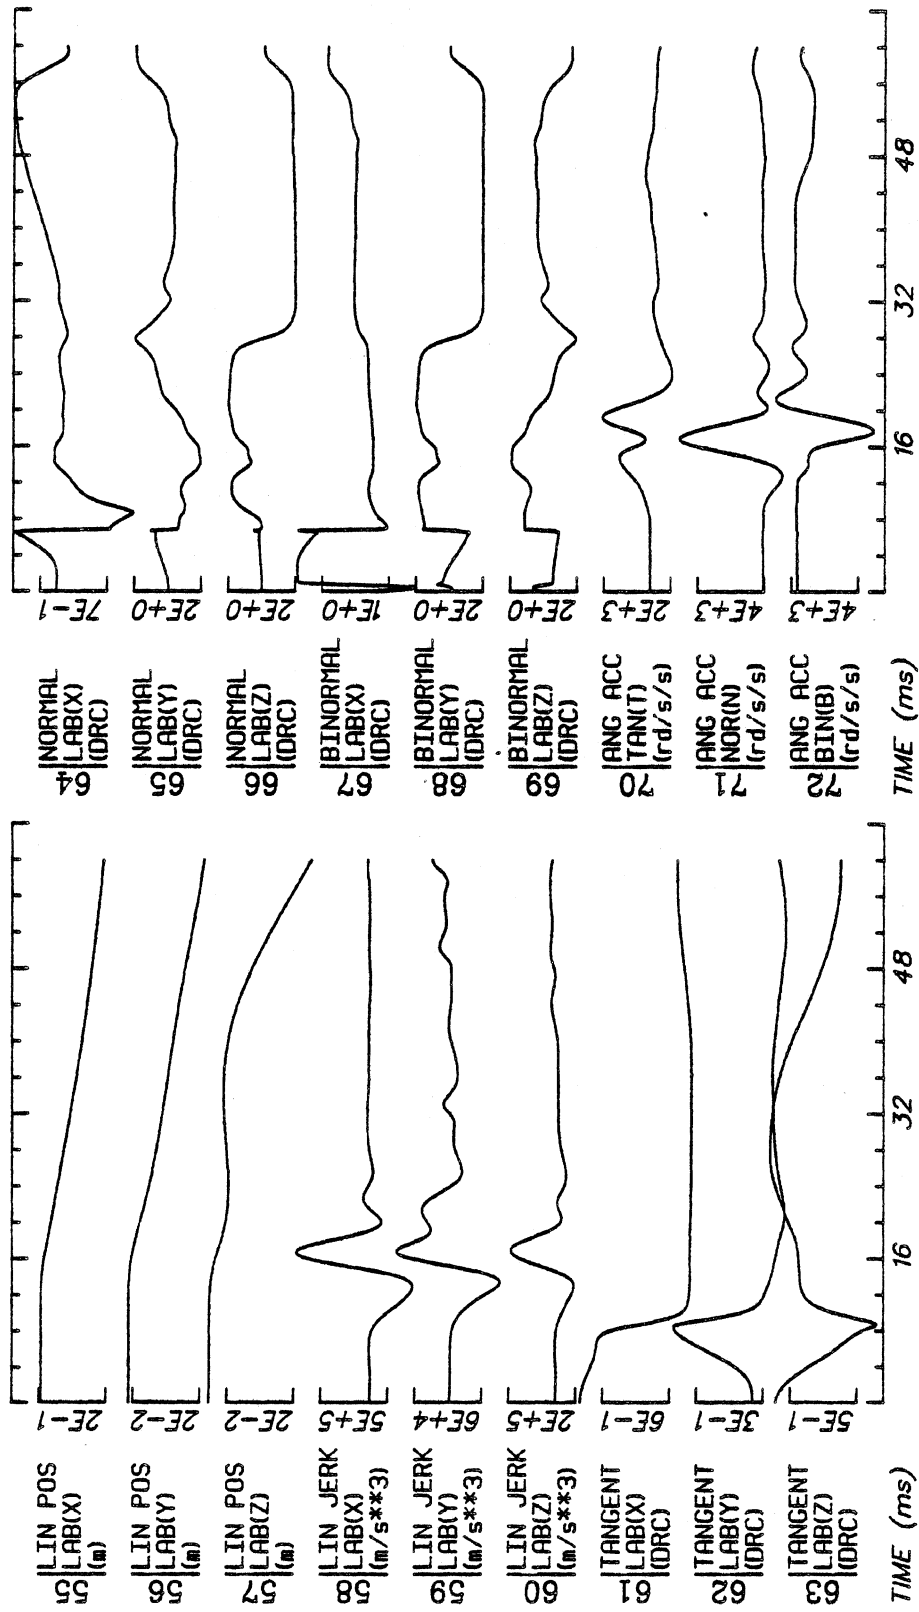 64 NORMAL
LAB(X)
(DRC)
7E-1
65 NORMAL
LAB(Y)
(DRC)
2E+0
66 NORMAL
LAB(Z)
(DRC)
2E+0
67 BINORMAL
LAB(X)
(DRC)
1E+0
68 BINORMAL
LAB(Y)
(DRC)
2E+0
69 BINORMAL
LAB(Z)
(DRC)
2E+0
70 ANG ACC
TAN(T)
(rd/s/s)
2E+3
71 ANG ACC
NOR(N)
(rd/s/s)
4E+3
72 ANG ACC
BIN(B)
(rd/s/s)
4E+3
TIME (ms)
16
32
48
55 LIN POS
LAB(X)
(m)
2E-1
56 LIN POS
LAB(Y)
(m)
2E-2
57 LIN POS
LAB(Z)
(m)
2E-2
58 LIN JERK
LAB(X)
(m/s**3)
5E+5
59 LIN JERK
LAB(Y)
(m/s**3)
6E+4
60 LIN JERK
LAB(Z)
(m/s**3)
2E+5
61 TANGENT
LAB(X)
(DRC)
6E-1
62 TANGENT
LAB(Y)
(DRC)
3E-1
63 TANGENT
LAB(Z)
(DRC)
5E-1
TIME (ms)
16
32
48